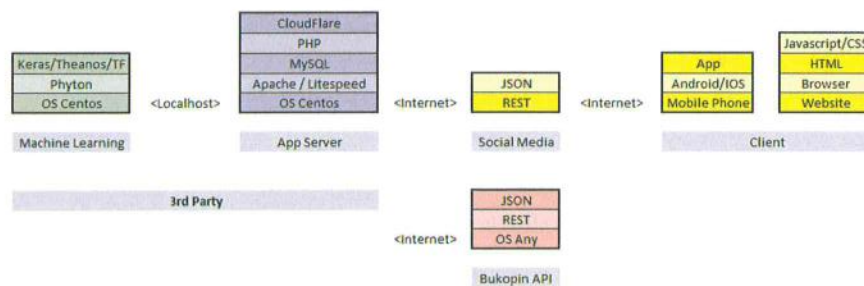 CloudFlare
PHP
MySQL
Apache / Litespeed
OS Centos
Keras/Theanos/TF
Phyton
OS Centos
<Localhost>
<Internet>
JSON
REST
<Internet>
App
Android/IOS
Mobile Phone
Javascript/CSS
HTML
Browser
Website
Machine Learning
App Server
Social Media
Client
3rd Party
<Internet>
JSON
REST
OS Any
Bukopin API